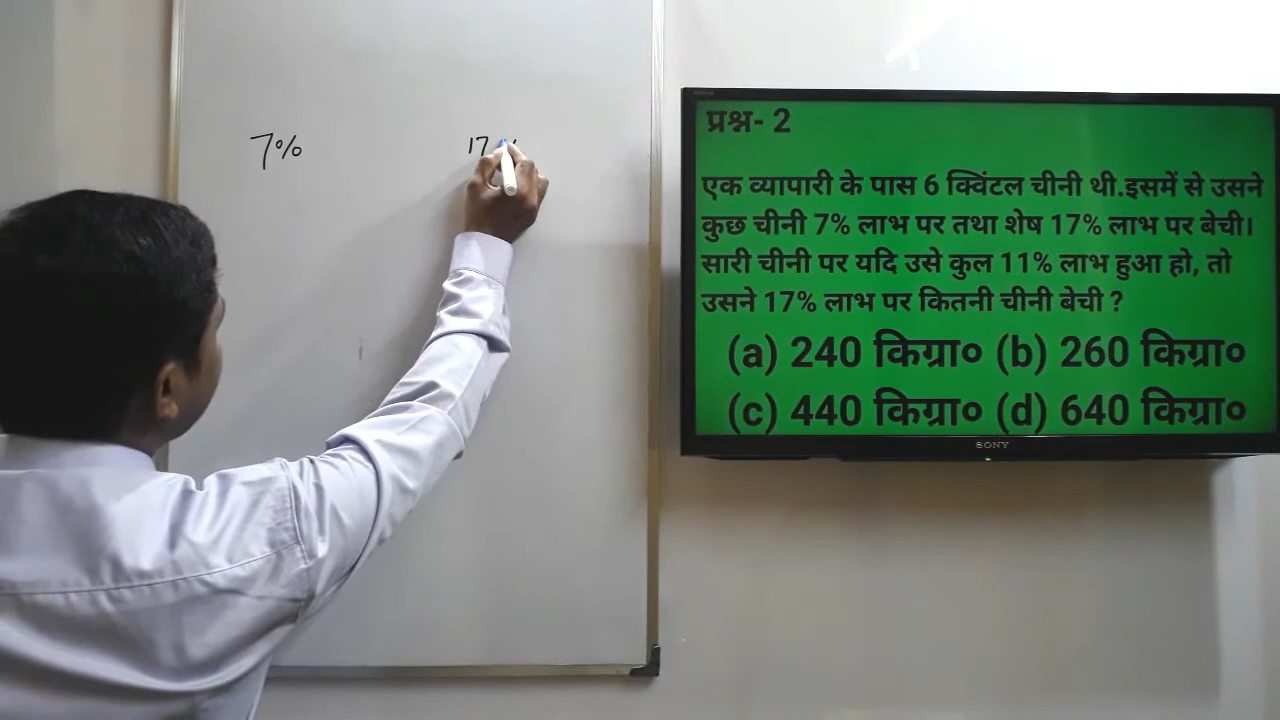 7%
17
प्रश्न- 2
एक व्यापारी के पास 6 क्विंटल चीनी थी.इसमें से उसने
कुछ चीनी 7% लाभ पर तथा शेष 17% लाभ पर बेची।
सारी चीनी पर यदि उसे कुल 11% लाभ हुआ हो, तो
उसने 17% लाभ पर कितनी चीनी बेची ?
(a) 240 किग्रा० (b) 260 किग्रा०
(c) 440 किग्रा० (d) 640 किग्रा०
SONY